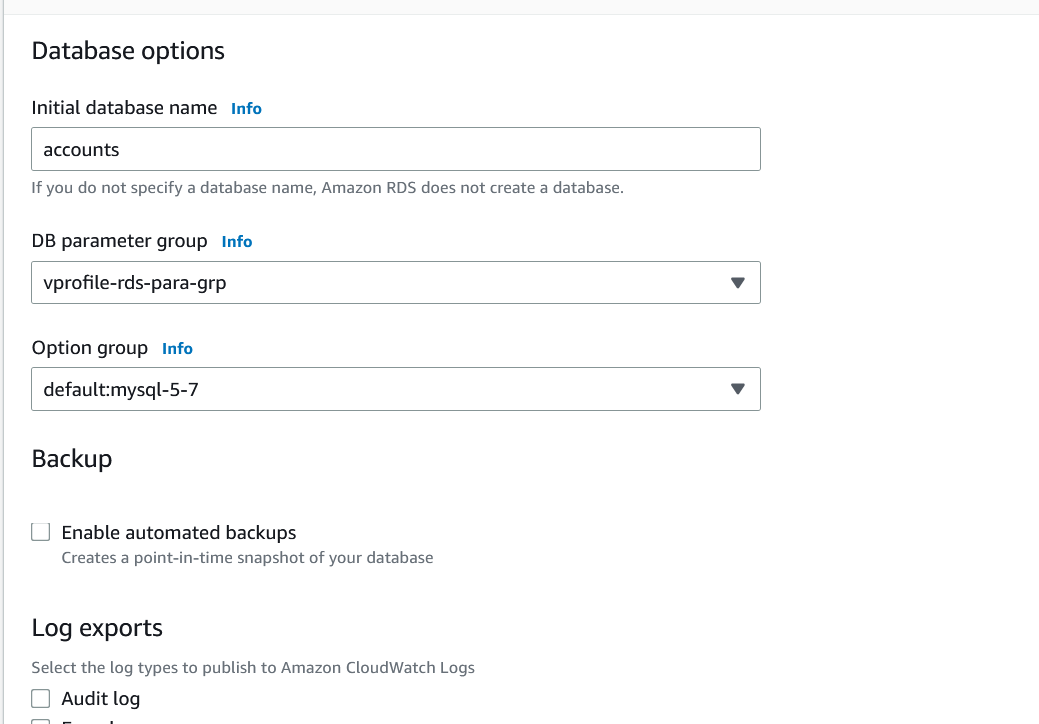 Database options
Initial database name Info
accounts
If you do not specify a database name, Amazon RDS does not create a database.
DB parameter group Info
vprofile-rds-para-grp
Option group Info
default:mysql-5-7
Backup
Enable automated backups
Creates a point-in-time snapshot of your database
Log exports
Select the log types to publish to Amazon CloudWatch Logs
Audit log